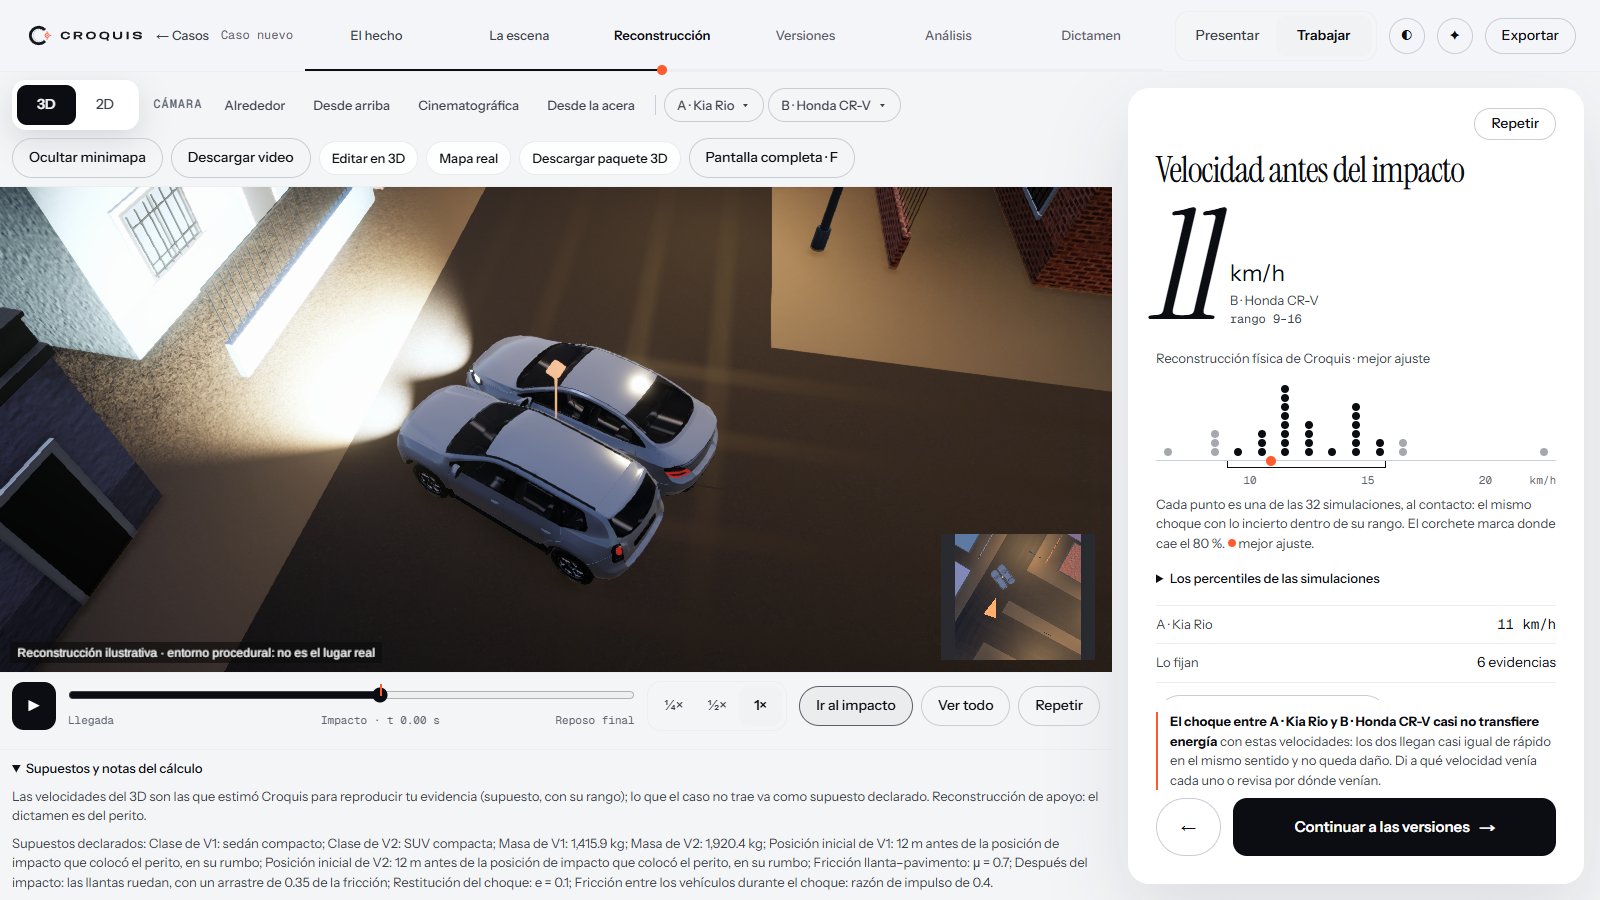 CROQUIS
← Casos
Caso nuevo
El hecho
La escena
Reconstrucción
Versiones
Análisis
Dictamen
Presentar
Trabajar
Exportar
3D
2D
CÁMARA
Alrededor
Desde arriba
Cinematográfica
Desde la acera
A · Kia Rio
B · Honda CR-V
Ocultar minimapa
Descargar video
Editar en 3D
Mapa real
Descargar paquete 3D
Pantalla completa · F
Reconstrucción ilustrativa - entorno procedural: no es el lugar real
Llegada
Impacto · t 0.00 s
Reposo final
¼×
½×
1×
Ir al impacto
Ver todo
Repetir
▼ Supuestos y notas del cálculo
Las velocidades del 3D son las que estimó Croquis para reproducir tu evidencia (supuesto, con su rango); lo que el caso no trae va como supuesto declarado. Reconstrucción de apoyo: el
dictamen es del perito.
Supuestos declarados: Clase de V1: sedán compacto; Clase de V2: SUV compacta; Masa de V1: 1,415.9 kg; Masa de V2: 1,920.4 kg; Posición inicial de V1: 12 m antes de la posición de
impacto que colocó el perito, en su rumbo; Posición inicial de V2: 12 m antes de la posición de impacto que colocó el perito, en su rumbo; Fricción llanta–pavimento: μ = 0.7; Después del
impacto: las llantas ruedan, con un arrastre de 0.35 de la fricción; Restitución del choque: e = 0.1; Fricción entre los vehículos durante el choque: razón de impulso de 0.4.
Repetir
Velocidad antes del impacto
11
km/h
B · Honda CR-V
rango 9–16
Reconstrucción física de Croquis · mejor ajuste
10
15
20
km/h
Cada punto es una de las 32 simulaciones, al contacto: el mismo
choque con lo incierto dentro de su rango. El corchete marca donde
cae el 80 %. ● mejor ajuste.
▶ Los percentiles de las simulaciones
A · Kia Rio
11 km/h
Lo fijan
6 evidencias
El choque entre A · Kia Rio y B · Honda CR-V casi no transfiere
energía con estas velocidades: los dos llegan casi igual de rápido
en el mismo sentido y no queda daño. Di a qué velocidad venía
cada uno o revisa por dónde venían.
←
Continuar a las versiones →